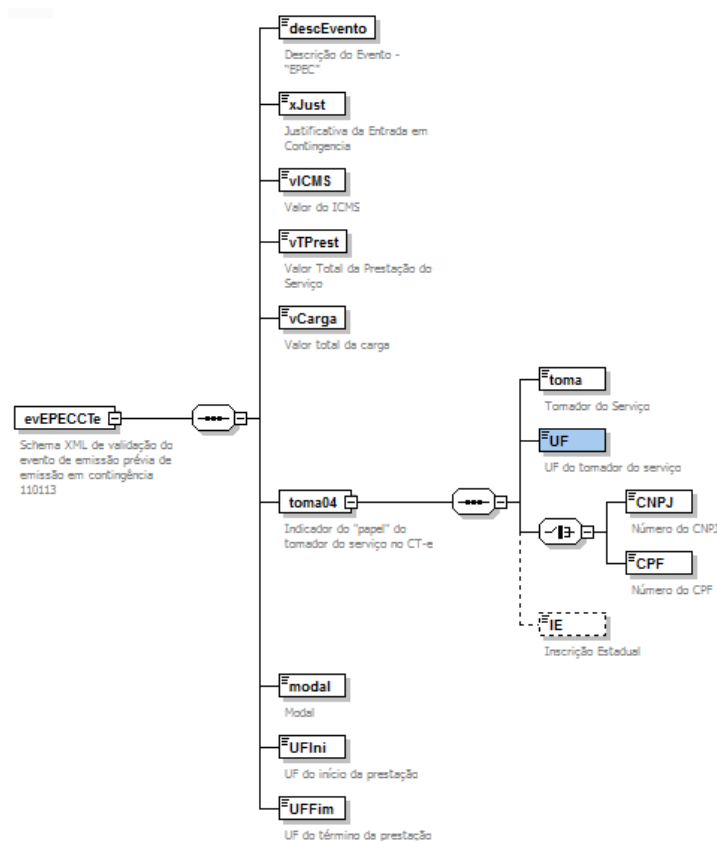 descEvento
Descrição do Evento -
"EPEC"
xJust
Justificativa da Entrada em
Contingencia
vICMS
Valor do ICMS
vTPrest
Valor Total da Prestação do
Serviço
vCarga
Valor total da carga
evEPECCTe
Schema XML de validação do
evento de emissão prévia de
emissão em contingência
110113
toma04
Indicador do "papel" do
tomador do serviço no CT-e
toma
Tomador do Serviço
UF
UF do tomador do serviço
CNPJ
Número do CNPJ
CPF
Número do CPF
IE
Inscrição Estadual
modal
Modal
UFIni
UF do início da prestação
UFFim
UF do término da prestação